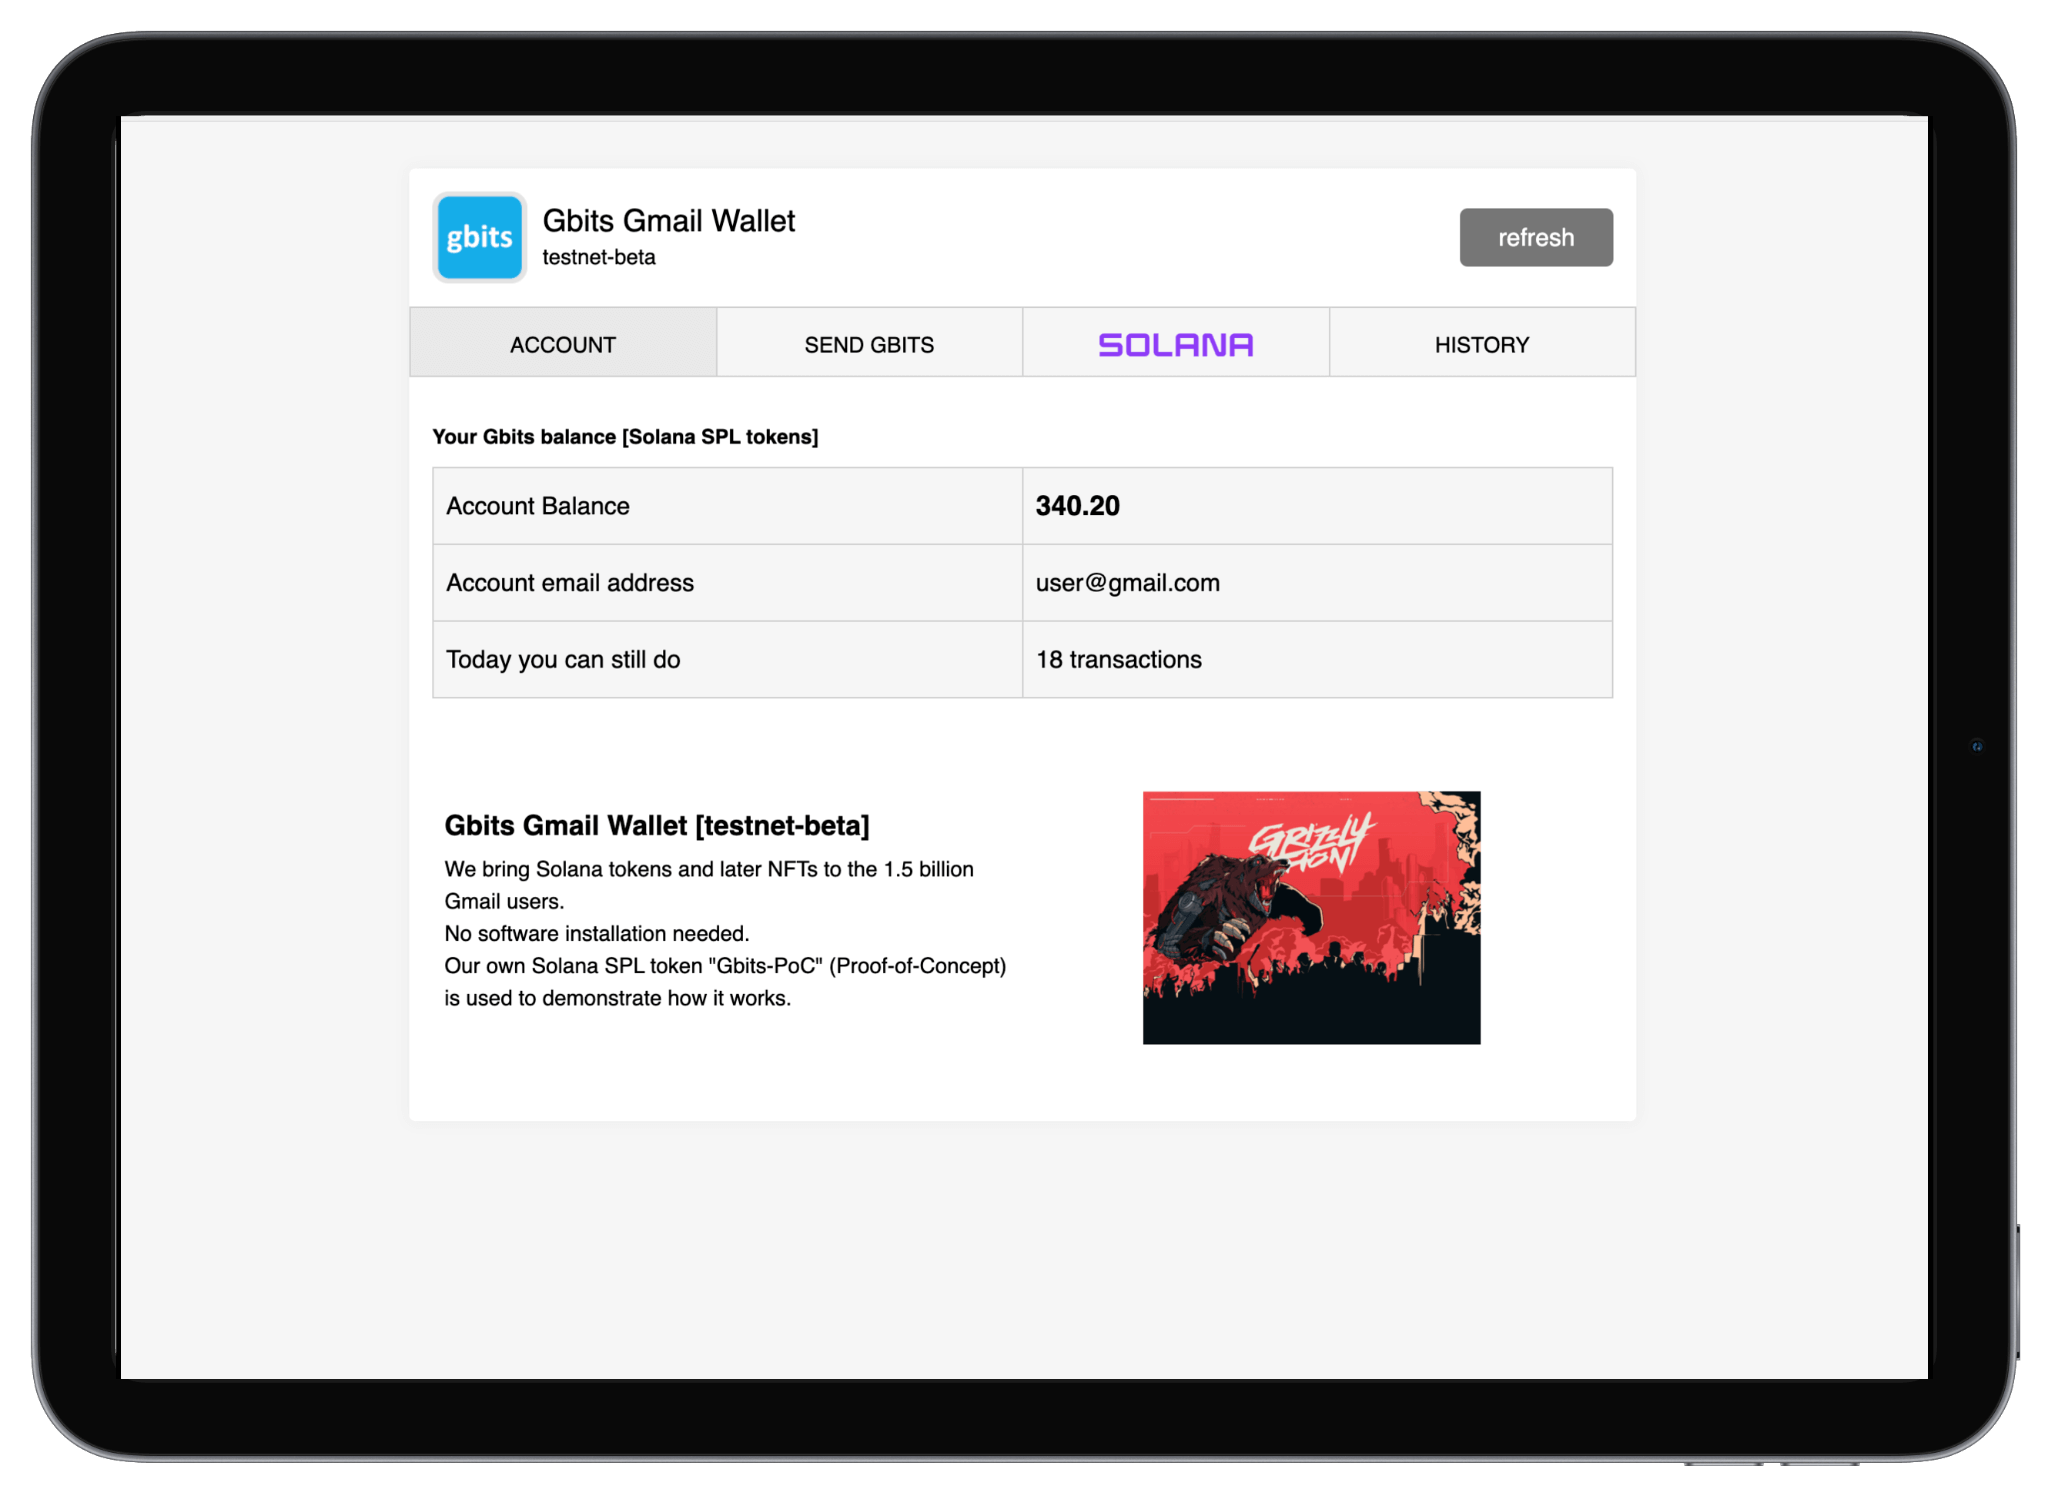 gbits
Gbits Gmail Wallet
testnet-beta
refresh
ACCOUNT
SEND GBITS
SOLANA
HISTORY
Your Gbits balance [Solana SPL tokens]
Account Balance
340.20
Account email address
user@gmail.com
Today you can still do
18 transactions
Gbits Gmail Wallet [testnet-beta]
We bring Solana tokens and later NFTs to the 1.5 billion
Gmail users.
No software installation needed.
Our own Solana SPL token "Gbits-PoC" (Proof-of-Concept)
is used to demonstrate how it works.
GRIZZLY